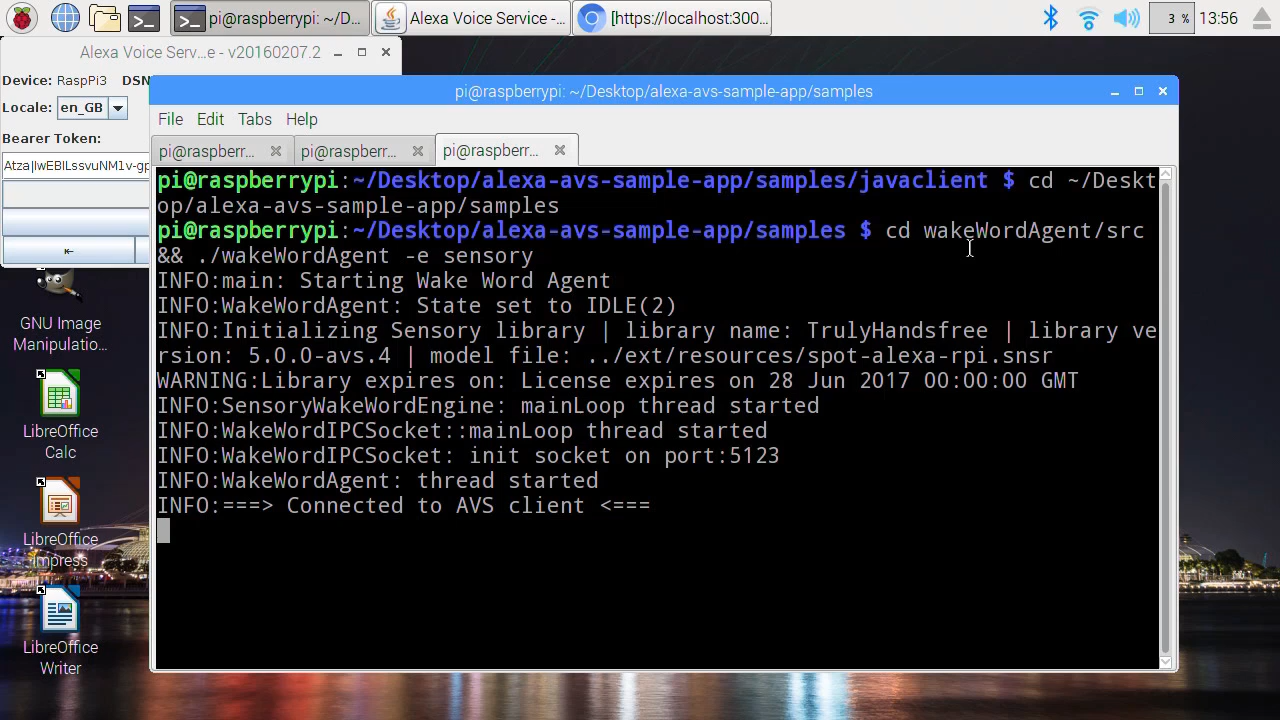 pi@raspberrypi: ~/D...
Alexa Voice Service -...
[https://localhost:300...
3 %
13:56
Alexa Voice Serv...e - v20160207.2
Device: RaspPi3 DSN
Locale: en_GB
Bearer Token:
pi@raspberrypi: ~/Desktop/alexa-avs-sample-app/samples
File Edit Tabs Help
pi@raspberr...
pi@raspberr...
pi@raspberr...
pi@raspberrypi:~/Desktop/alexa-avs-sample-app/samples/javaclient $ cd ~/Deskt
op/alexa-avs-sample-app/samples
pi@raspberrypi:~/Desktop/alexa-avs-sample-app/samples $ cd wakeWordAgent/src
&& ./wakeWordAgent -e sensory
INFO:main: Starting Wake Word Agent
INFO:WakeWordAgent: State set to IDLE(2)
INFO:Initializing Sensory library | library name: TrulyHandsfree | library ve
rsion: 5.0.0-avs.4 | model file: ../ext/resources/spot-alexa-rpi.snsr
WARNING:Library expires on: License expires on 28 Jun 2017 00:00:00 GMT
INFO:SensoryWakeWordEngine: mainLoop thread started
INFO:WakeWordIPCSocket::mainLoop thread started
INFO:WakeWordIPCSocket: init socket on port:5123
INFO:WakeWordAgent: thread started
INFO:===> Connected to AVS client <===
GNU Image
Manipulatio...
LibreOffice
Calc
LibreOffice
Impress
LibreOffice
Writer